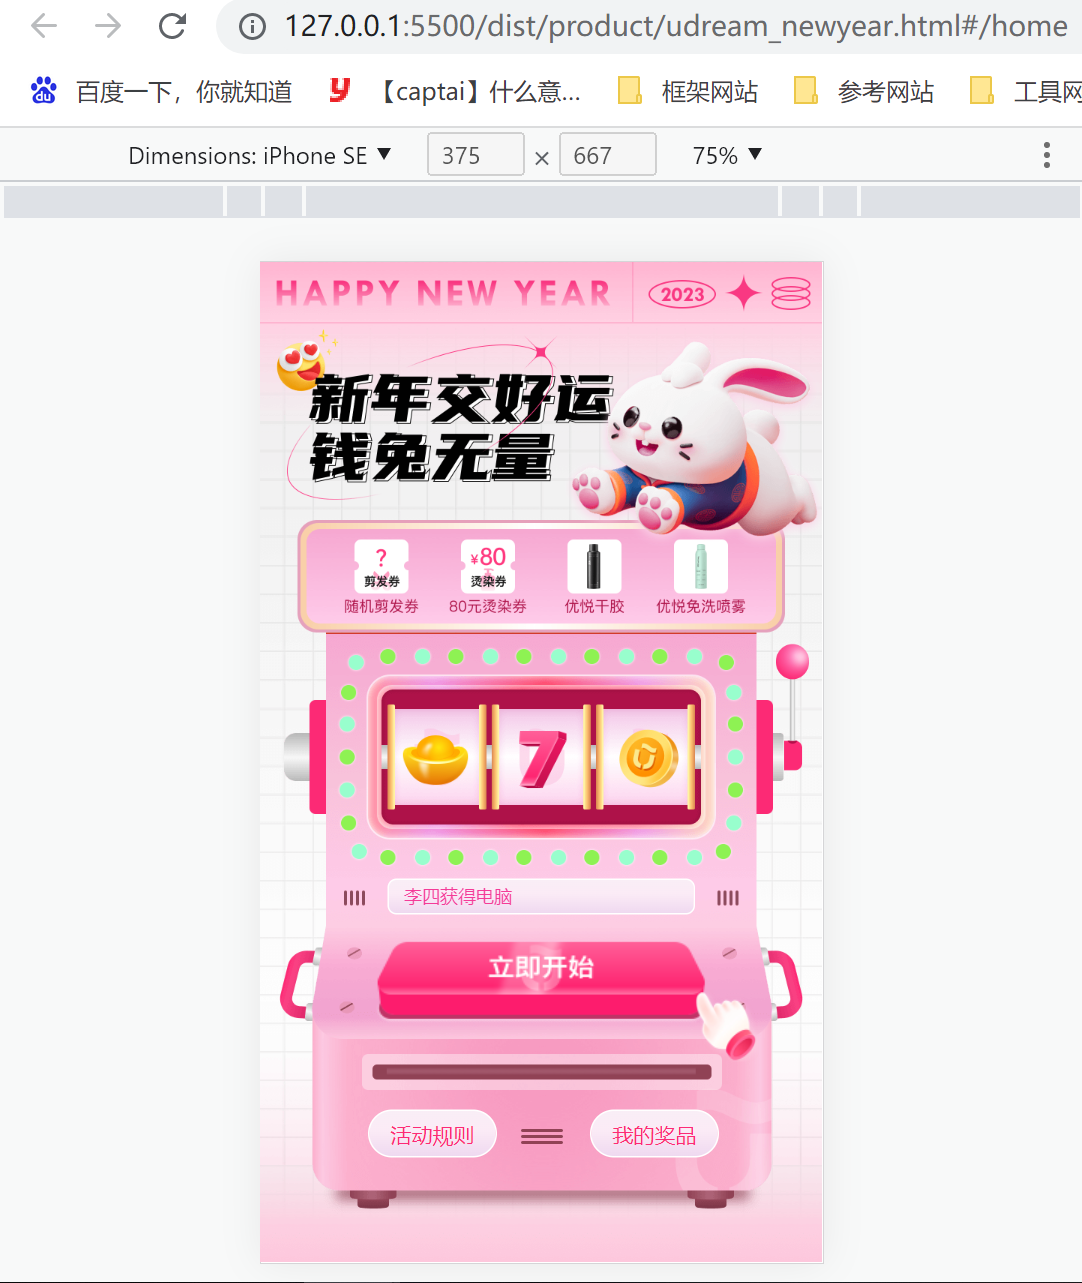 127.0.0.1:5500/dist/product/udream_newyear.html#/home
百度一下，你就知道
【captai】什么意...
框架网站
参考网站
工具网
Dimensions: iPhone SE ▼ 375 × 667 75% ▼
HAPPY NEW YEAR 2023
新年交好运
钱兔无量
? ¥80
剪发券 烫染券
随机剪发券 80元烫染券 优悦干胶 优悦免洗喷雾
7
李四获得电脑
立即开始
活动规则 我的奖品